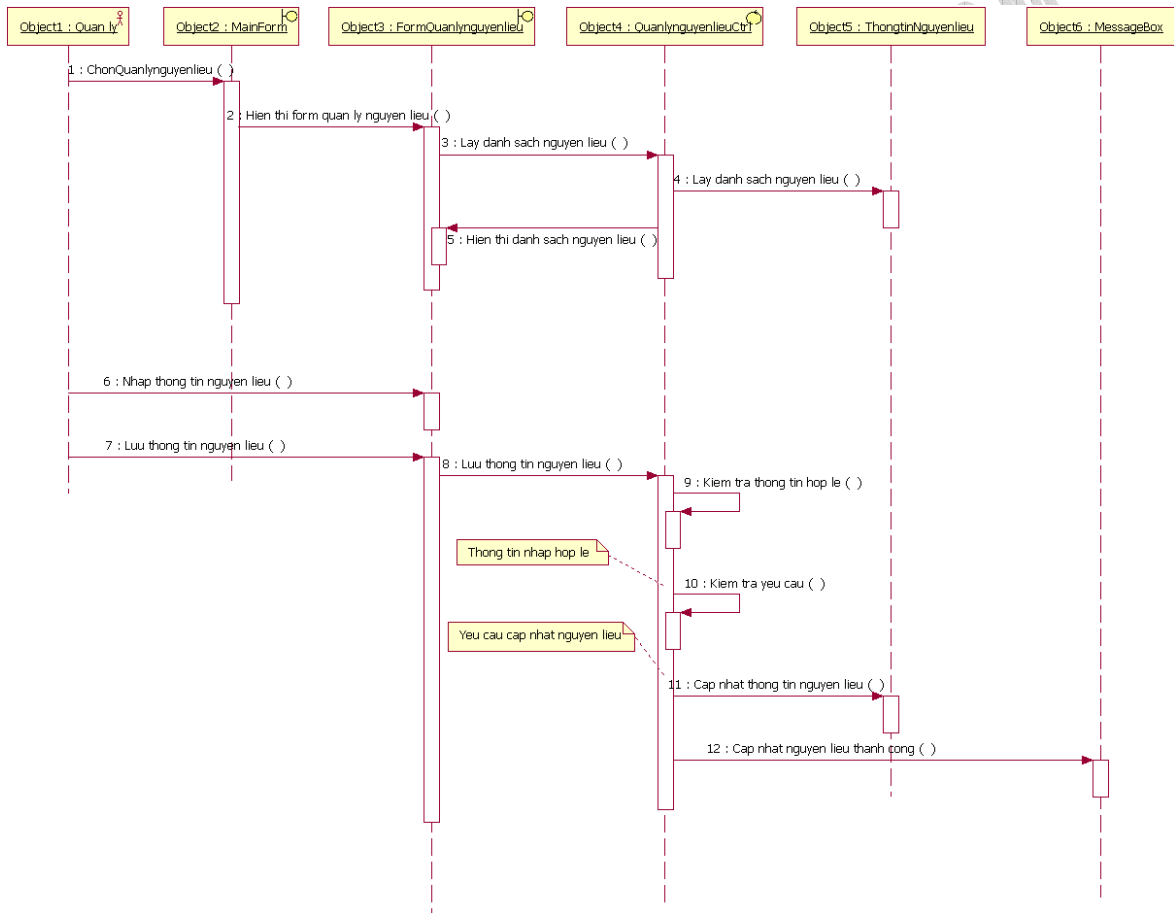 Object1 : Quan ly
Object2 : MainForm
Object3 : FormQuanlynguyenlieu
Object4 : QuanlynguyenlieuCtrl
Object5 : ThongtinNguyenlieu
Object6 : MessageBox
1 : ChonQuanlynguyenlieu ( )
2 : Hien thi form quan ly nguyen lieu ( )
3 : Lay danh sach nguyen lieu ( )
4 : Lay danh sach nguyen lieu ( )
5 : Hien thi danh sach nguyen lieu ( )
6 : Nhap thong tin nguyen lieu ( )
7 : Luu thong tin nguyen lieu ( )
8 : Luu thong tin nguyen lieu ( )
9 : Kiem tra thong tin hop le ( )
Thong tin nhap hop le
10 : Kiem tra yeu cau ( )
Yeu cau cap nhat nguyen lieu
11 : Cap nhat thong tin nguyen lieu ( )
12 : Cap nhat nguyen lieu thanh cong ( )